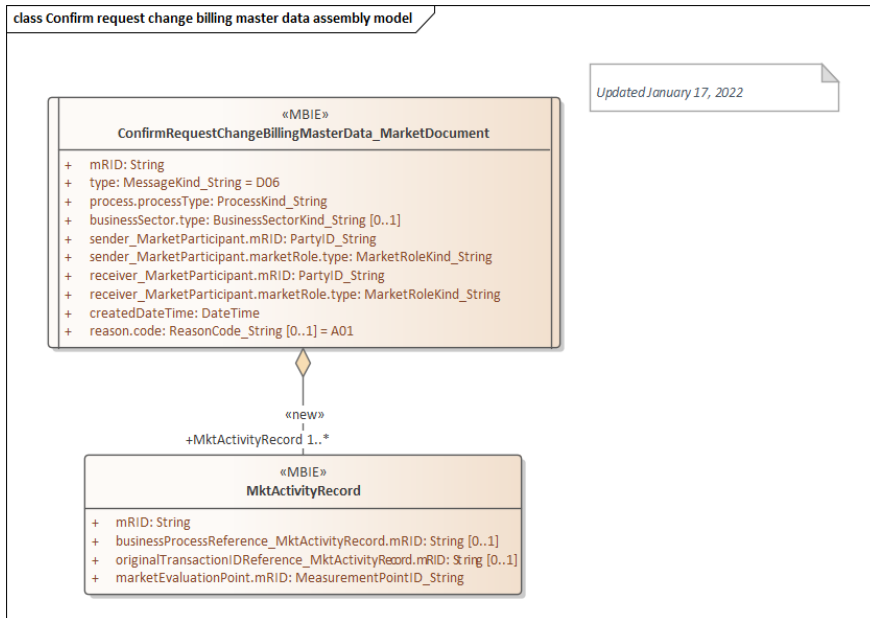 class Confirm request change billing master data assembly model
Updated January 17, 2022
«MBIE»
ConfirmRequestChangeBillingMasterData_MarketDocument
+ mRID: String
+ type: MessageKind_String = D06
+ process.processType: ProcessKind_String
+ businessSector.type: BusinessSectorKind_String [0..1]
+ sender_MarketParticipant.mRID: PartyID_String
+ sender_MarketParticipant.marketRole.type: MarketRoleKind_String
+ receiver_MarketParticipant.mRID: PartyID_String
+ receiver_MarketParticipant.marketRole.type: MarketRoleKind_String
+ createdDateTime: DateTime
+ reason.code: ReasonCode_String [0..1] = A01
«new»
+MktActivityRecord 1..*
«MBIE»
MktActivityRecord
+ mRID: String
+ businessProcessReference_MktActivityRecord.mRID: String [0..1]
+ originalTransactionIDReference_MktActivityRecord.mRID: String [0..1]
+ marketEvaluationPoint.mRID: MeasurementPointID_String